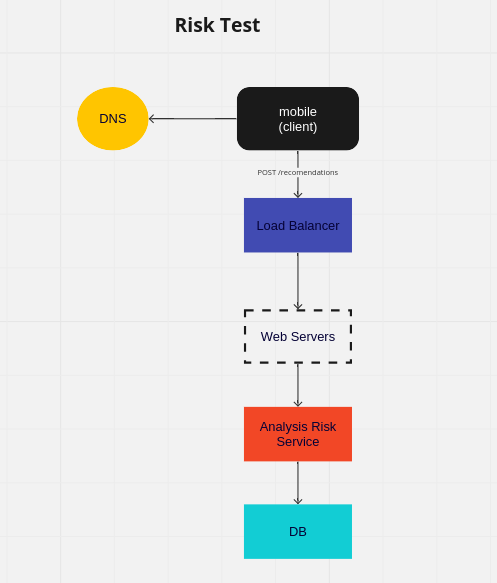 Risk Test
DNS
mobile
(client)
POST /recomendations
Load Balancer
Web Servers
Analysis Risk
Service
DB